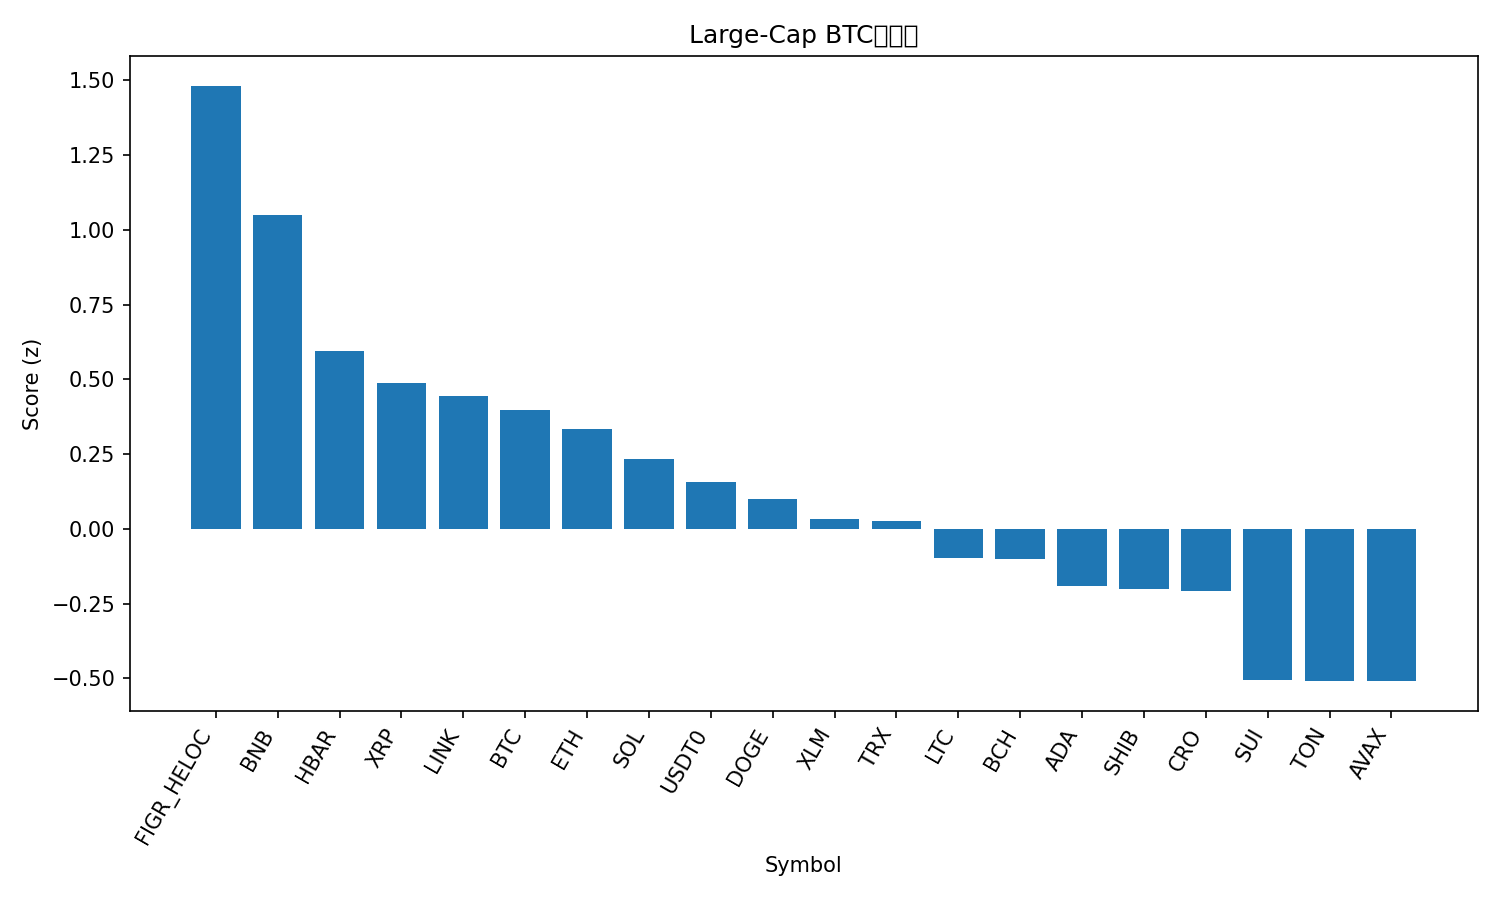 Large-Cap BTC
1.50
1.25
1.00
0.75
0.50
0.25
0.00
−0.25
−0.50
Score (z)
FIGR_HELOC
BNB
HBAR
XRP
LINK
BTC
ETH
SOL
USDT0
DOGE
XLM
TRX
LTC
BCH
ADA
SHIB
CRO
SUI
TON
AVAX
Symbol